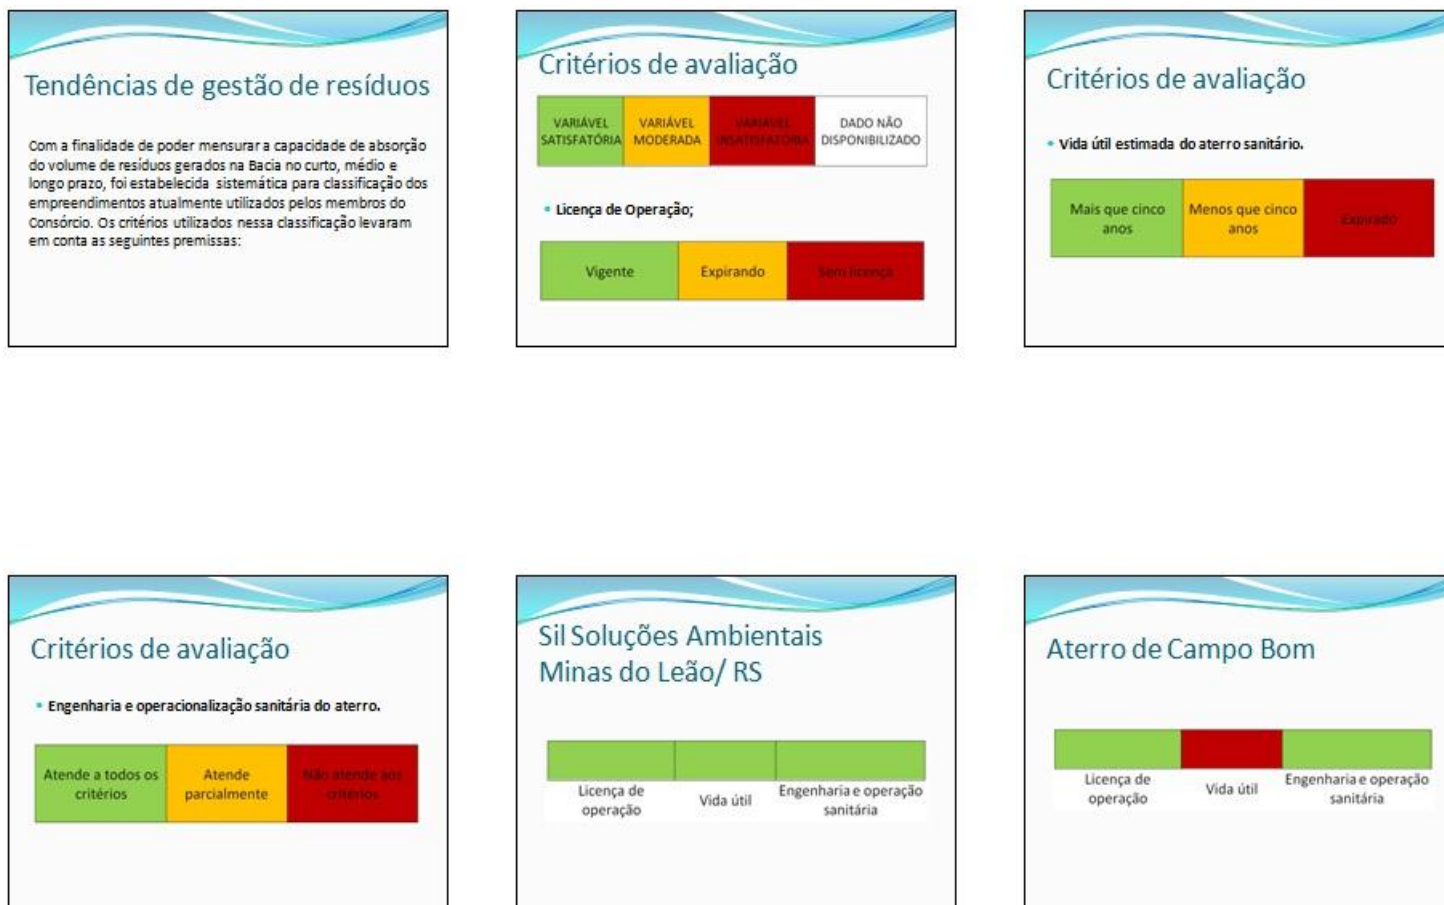 Tendências de gestão de resíduos
Com a finalidade de poder mensurar a capacidade de absorção
do volume de resíduos gerados na Bacia no curto, médio e
longo prazo, foi estabelecida sistemática para classificação dos
empreendimentos atualmente utilizados pelos membros do
Consórcio. Os critérios utilizados nessa classificação levaram
em conta as seguintes premissas:
Critérios de avaliação
VARIÁVEL
SATISFATÓRIA
VARIÁVEL
MODERADA
VARIÁVEL
INSATISFATÓRIA
DADO NÃO
DISPONIBILIZADO
• Licença de Operação;
Vigente
Expirando
Sem licença
Critérios de avaliação
• Vida útil estimada do aterro sanitário.
Mais que cinco
anos
Menos que cinco
anos
Expirado
Critérios de avaliação
• Engenharia e operacionalização sanitária do aterro.
Atende a todos os
critérios
Atende
parcialmente
Não atende aos
critérios
Sil Soluções Ambientais
Minas do Leão/ RS
Licença de
operação
Vida útil
Engenharia e operação
sanitária
Aterro de Campo Bom
Licença de
operação
Vida útil
Engenharia e operação
sanitária